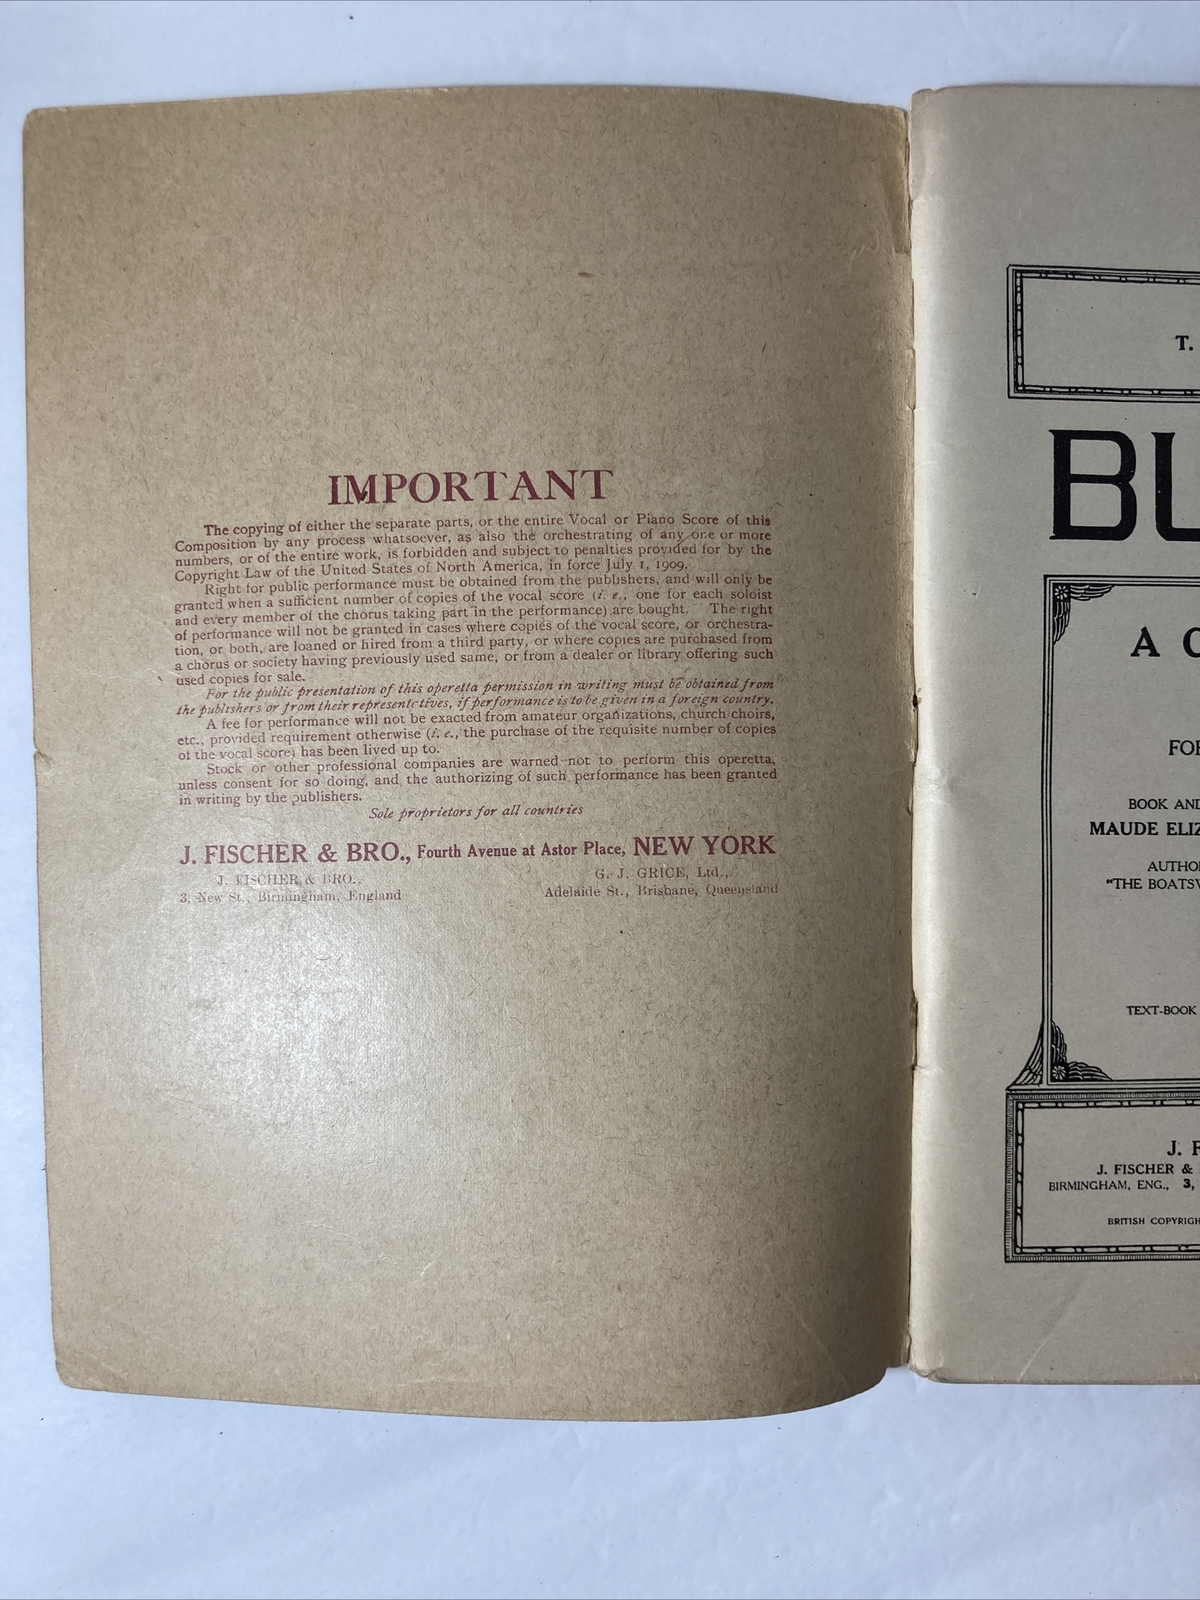 IMPORTANT
The copying of either the separate parts, or the entire Vocal or Piano Score of this
Composition by any process whatsoever, as also the orchestrating of any one or more
numbers, or of the entire work, is forbidden and subject to penalties provided for by the
Copyright Law of the United States of North America, in force July 1, 1909.
Right for public performance must be obtained from the publishers, and will only be
granted when a sufficient number of copies of the vocal score (i. e., one for each soloist
and every member of the chorus taking part in the performance) are bought. The right
of performance will not be granted in cases where copies of the vocal score, or orchestra-
tion, or both, are loaned or hired from a third party, or where copies are purchased from
a chorus or society having previously used same, or from a dealer or library offering such
used copies for sale.
For the public presentation of this operetta permission in writing must be obtained from
the publishers or from their representatives, if performance is to be given in a foreign country.
A fee for performance will not be exacted from amateur organizations, church choirs,
etc., provided requirement otherwise (i. e., the purchase of the requisite number of copies
of the vocal score) has been lived up to.
Stock or other professional companies are warned not to perform this operetta,
unless consent for so doing, and the authorizing of such performance has been granted
in writing by the publishers.
Sole proprietors for all countries
J. FISCHER & BRO., Fourth Avenue at Astor Place, NEW YORK
J. FISCHER & BRO., G. J. GRICE, Ltd.,
3, New St., Birmingham, England Adelaide St., Brisbane, Queensland
T.
BU
A C
FOR
BOOK AND
MAUDE ELIZ
AUTHOR
"THE BOATSW
TEXT-BOOK
J. F
J. FISCHER &
BIRMINGHAM, ENG., 3,
BRITISH COPYRIGH